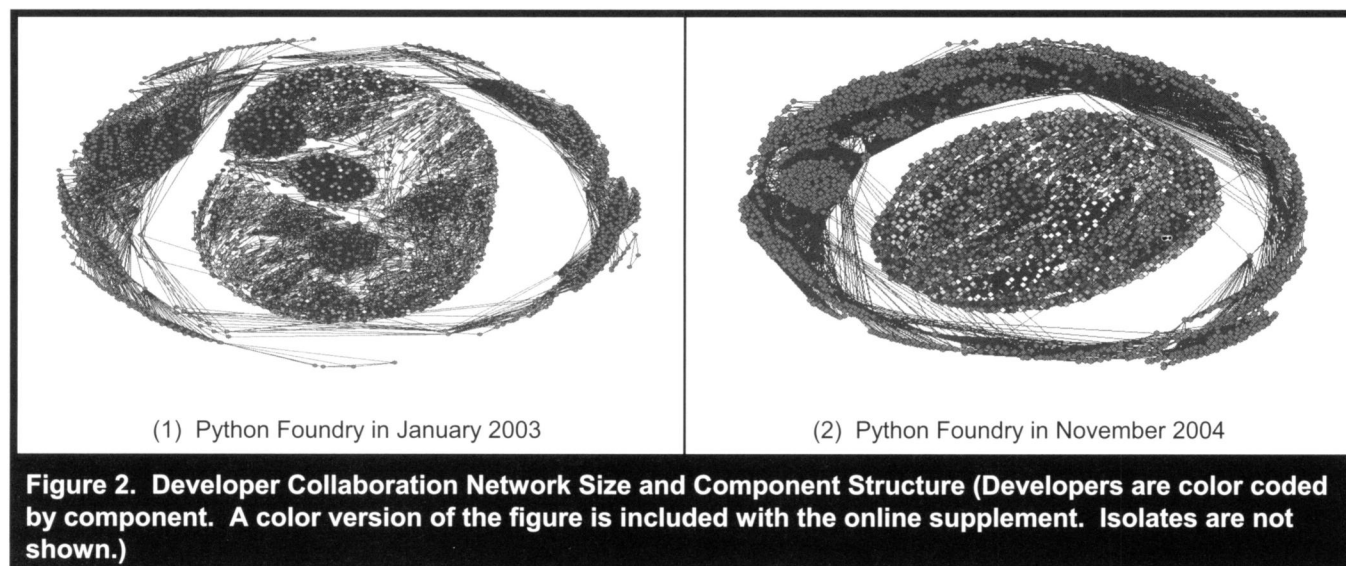 (1) Python Foundry in January 2003
(2) Python Foundry in November 2004
Figure 2. Developer Collaboration Network Size and Component Structure (Developers are color coded
by component. A color version of the figure is included with the online supplement. Isolates are not
shown.)